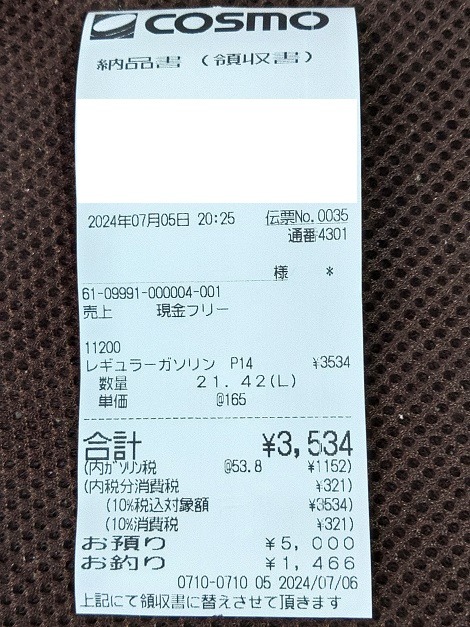 COSMO
納品書 (領収書)
2024年07月05日 20:25 伝票No.0035
通番4301
様 *
61-09991-000004-001
売上 現金フリー
11200
レギュラーガソリン P14 ¥3534
数量 21.42(L)
単価 @165
合計 ¥3,534
(内ガソリン税 @53.8 ¥1152)
(内税分消費税 ¥321)
(10%税込対象額 ¥3534)
(10%消費税 ¥321)
お預り ¥5,000
お釣り ¥1,466
0710-0710 05 2024/07/06
上記にて領収書に替えさせて頂きます